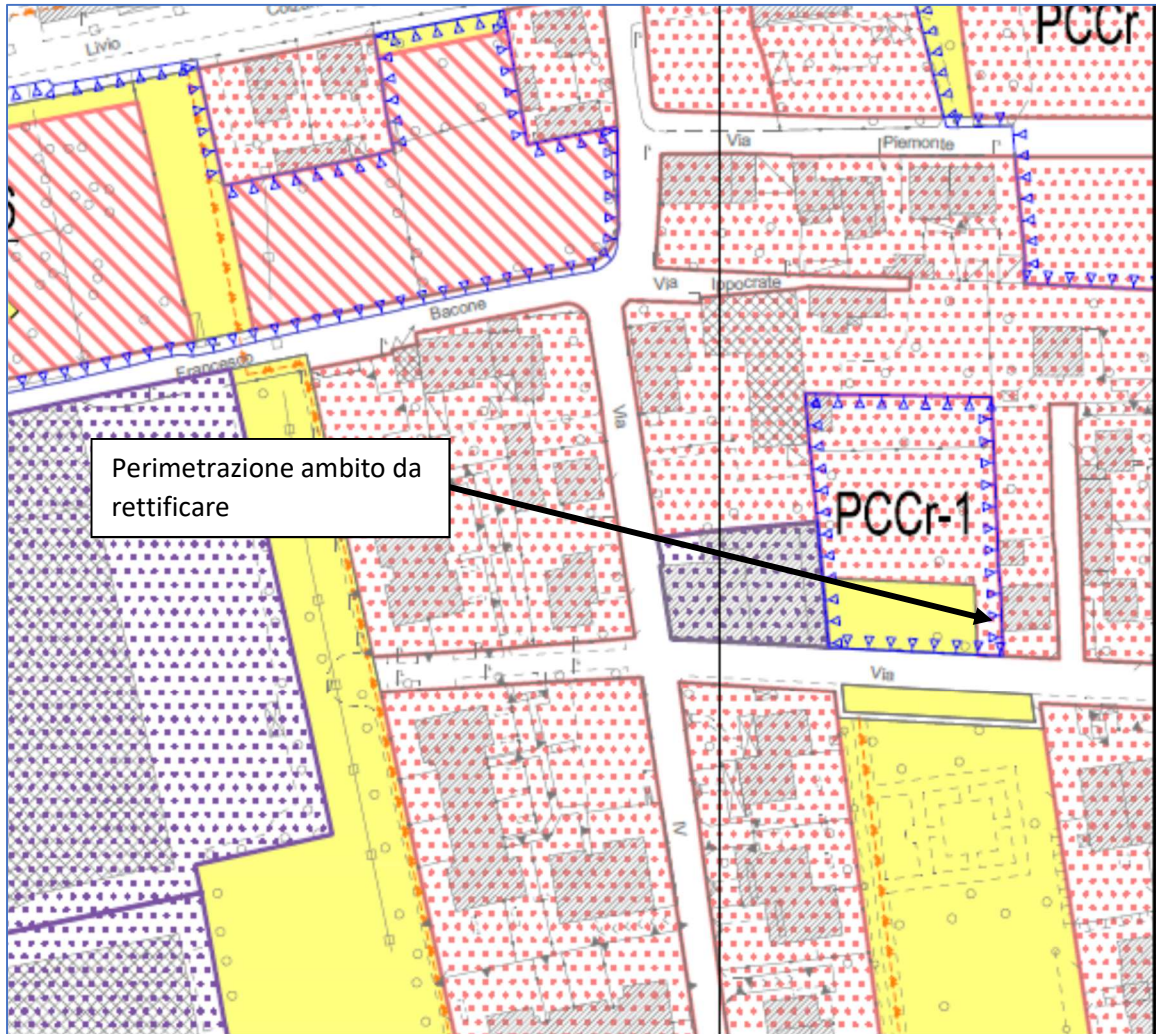 Livio
PCCr
Via
Piemonte
Via Ippocrate
Bacone
Francesco
Perimetrazione ambito da
rettificare
Via
PCCr-1
Via
IV